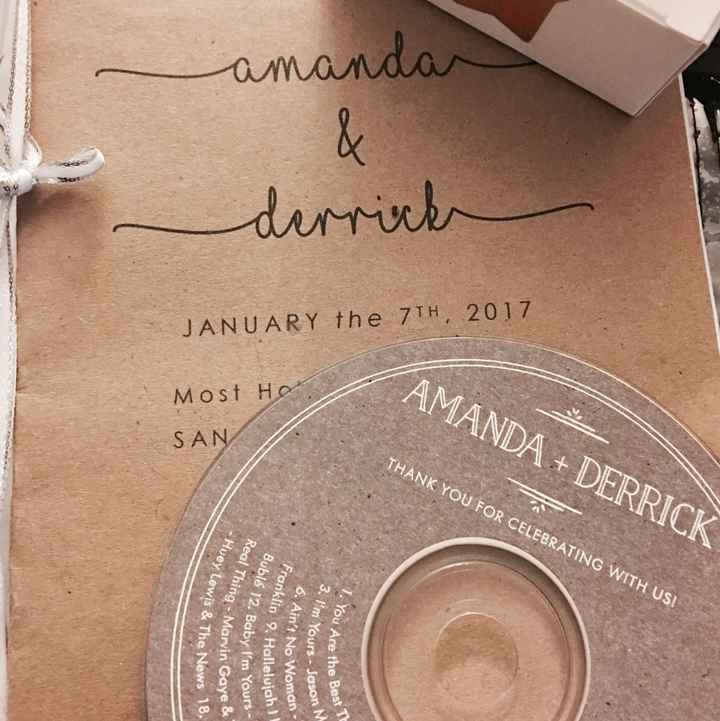 amanda
&
derrick
JANUARY the 7TH, 2017
Most
SAN
AMANDA + DERRICK
THANK YOU FOR CELEBRATING WITH US!
1. You Are the Best
3. I'm Yours - Jason
6. Ain't No Woman -
Franklin 9. Hallelujah I
Bublé 12. Baby I'm Yours -
Real Thing - Marvin Gaye &
- Huey Lewis & The News 18.